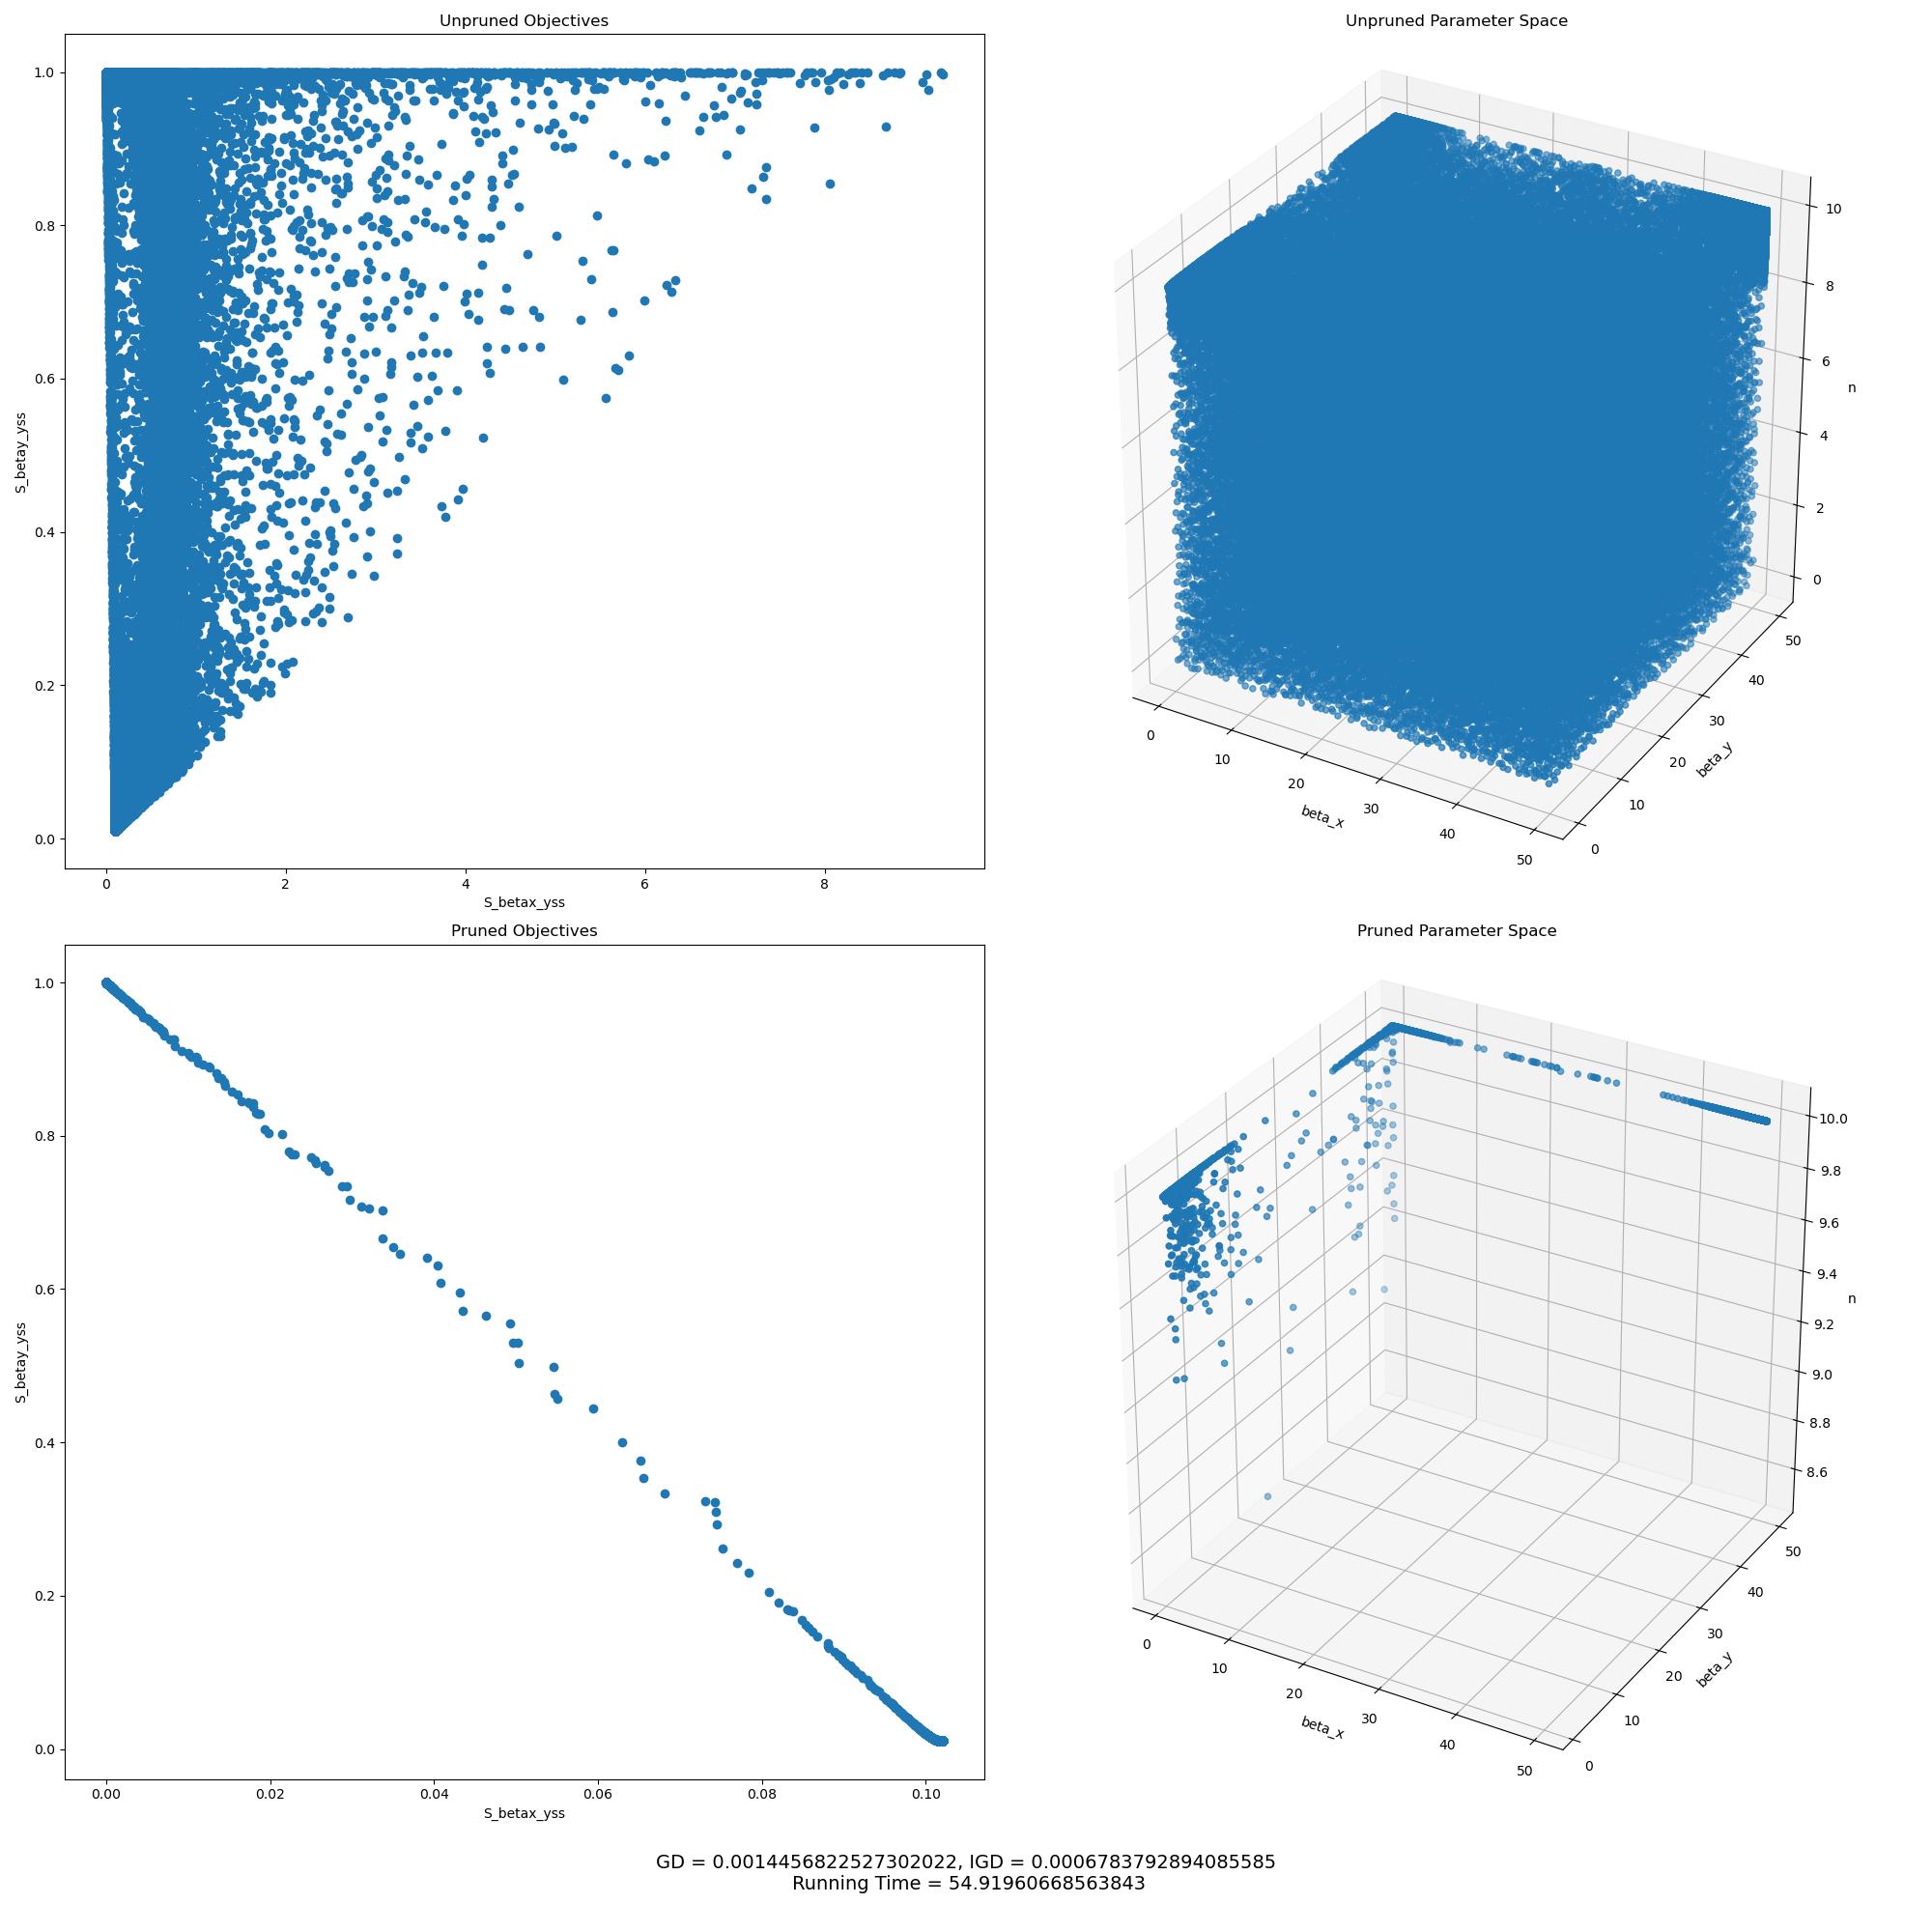 Unpruned Objectives
1.0
0.8
0.6
0.4
0.2
0.0
S_betay_yss
0 2 4 6 8
S_betax_yss
Unpruned Parameter Space
10
8
6
4
2
0
n
0 10 20 30 40 50
beta_x
0 10 20 30 40 50
beta_y
Pruned Objectives
1.0
0.8
0.6
0.4
0.2
0.0
S_betay_yss
0.00 0.02 0.04 0.06 0.08 0.10
S_betax_yss
Pruned Parameter Space
10.0
9.8
9.6
9.4
9.2
9.0
8.8
8.6
n
0 10 20 30 40 50
beta_x
0 10 20 30 40 50
beta_y
GD = 0.0014456822527302022, IGD = 0.0006783792894085585
Running Time = 54.91960668563843